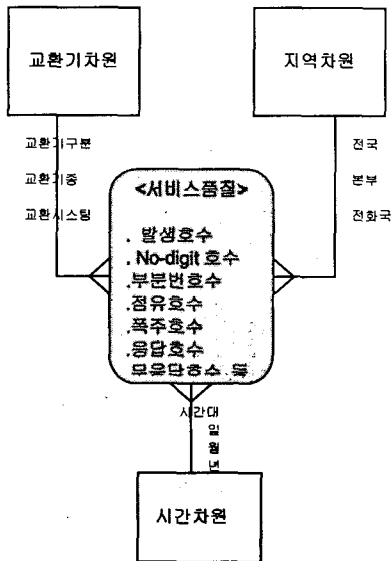 교환기차원
지역차원
교환기구분
교환기종
교환시스팀
전국
본부
전화국
<서비스품질>
. 발생호수
. No-digit 호수
.부분번호수
.점유호수
.폭주호수
.응답호수
무응답호수 등
시간대
일
월
년
시간차원